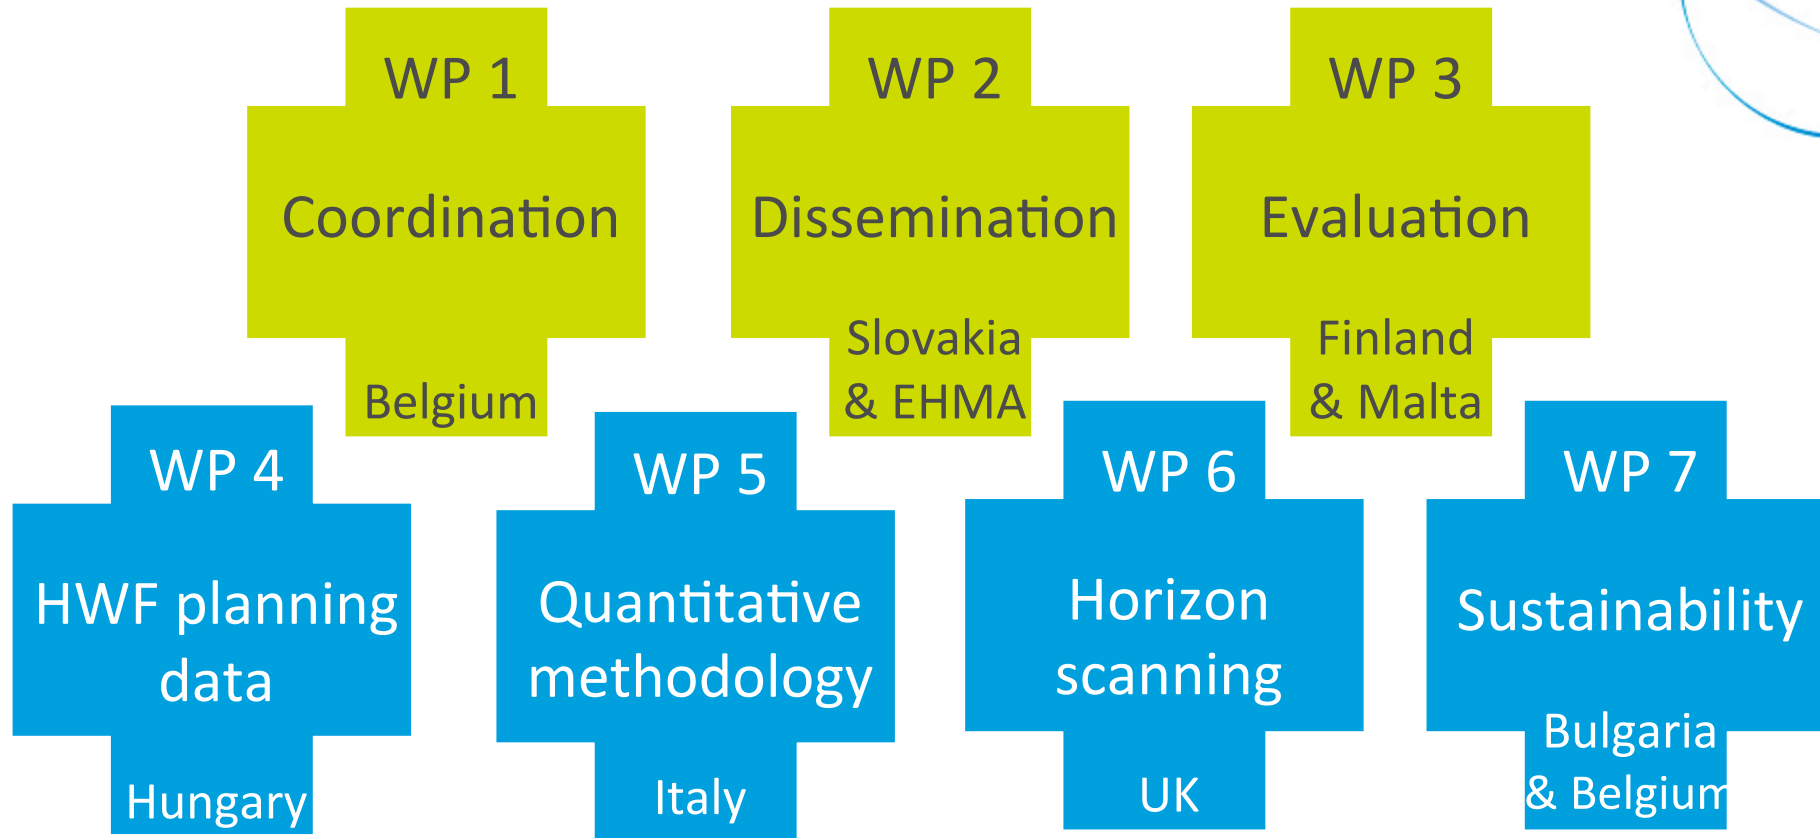 WP 1
Coordination
Belgium
WP 2
Dissemination
Slovakia
& EHMA
WP 3
Evaluation
Finland
& Malta
WP 4
HWF planning
data
Hungary
WP 5
Quantitative
methodology
Italy
WP 6
Horizon
scanning
UK
WP 7
Sustainability
Bulgaria
& Belgium